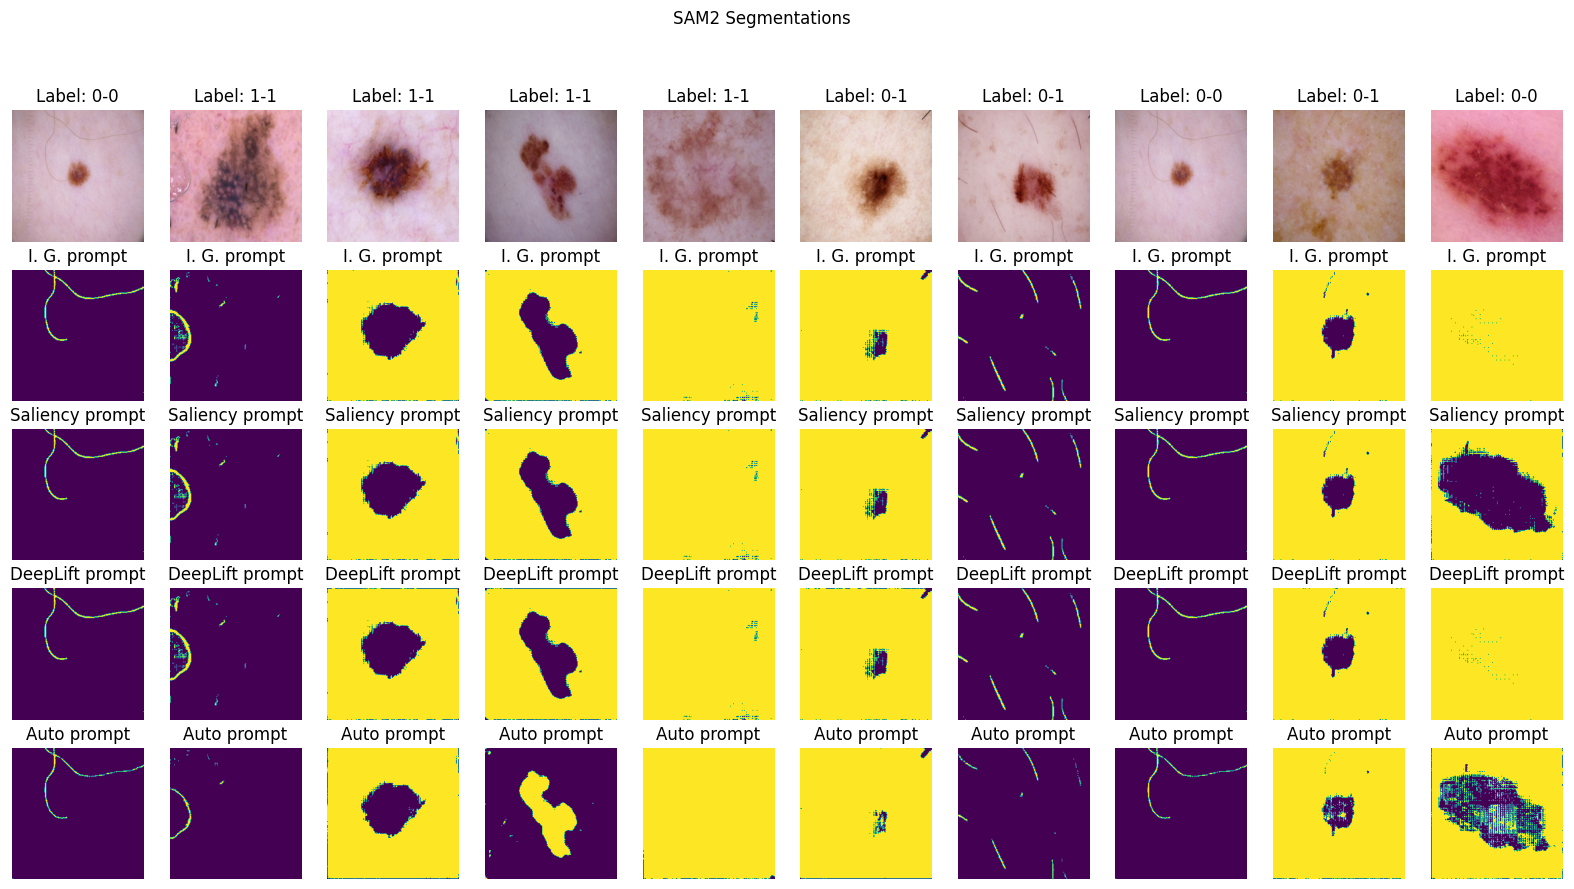 SAM2 Segmentations
Label: 0-0 Label: 1-1 Label: 1-1 Label: 1-1 Label: 1-1 Label: 0-1 Label: 0-1 Label: 0-0 Label: 0-1 Label: 0-0
I. G. prompt I. G. prompt I. G. prompt I. G. prompt I. G. prompt I. G. prompt I. G. prompt I. G. prompt I. G. prompt I. G. prompt
Saliency prompt Saliency prompt Saliency prompt Saliency prompt Saliency prompt Saliency prompt Saliency prompt Saliency prompt Saliency prompt Saliency prompt
DeepLift prompt DeepLift prompt DeepLift prompt DeepLift prompt DeepLift prompt DeepLift prompt DeepLift prompt DeepLift prompt DeepLift prompt DeepLift prompt
Auto prompt Auto prompt Auto prompt Auto prompt Auto prompt Auto prompt Auto prompt Auto prompt Auto prompt Auto prompt